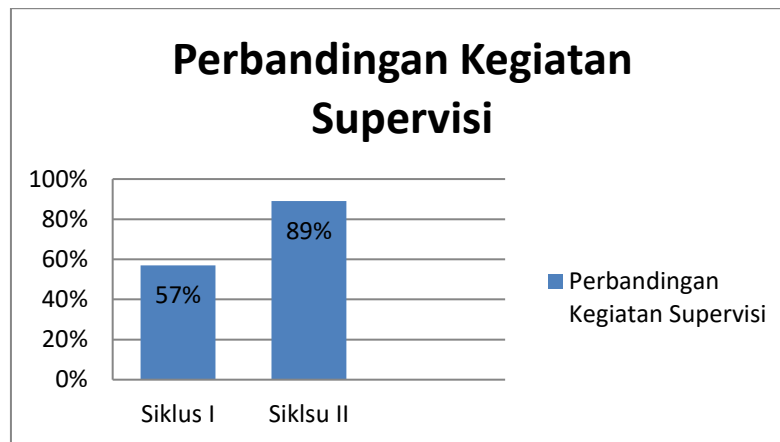 Perbandingan Kegiatan
Supervisi
100%
80%
60%
40%
20%
0%
57%
89%
Siklus I
Siklsu II
Perbandingan
Kegiatan Supervisi